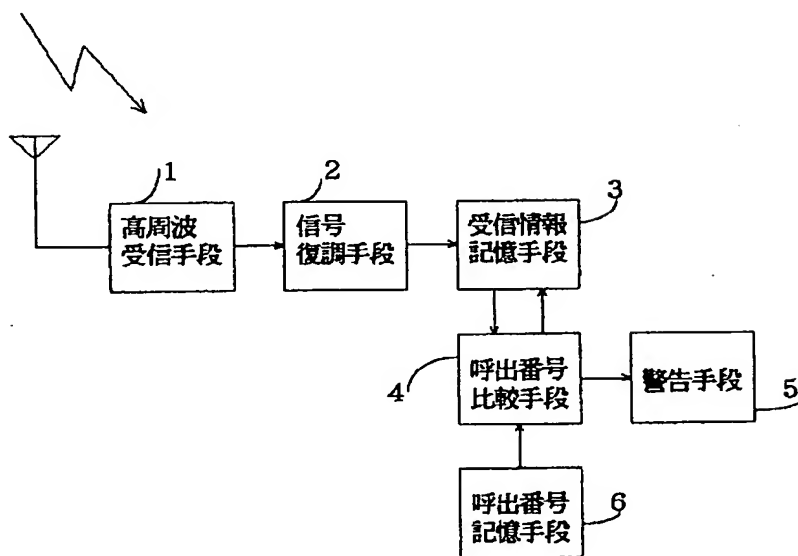 1
高周波
受信手段
2
信号
復調手段
3
受信情報
記憶手段
4
呼出番号
比較手段
警告手段
5
呼出番号
記憶手段
6